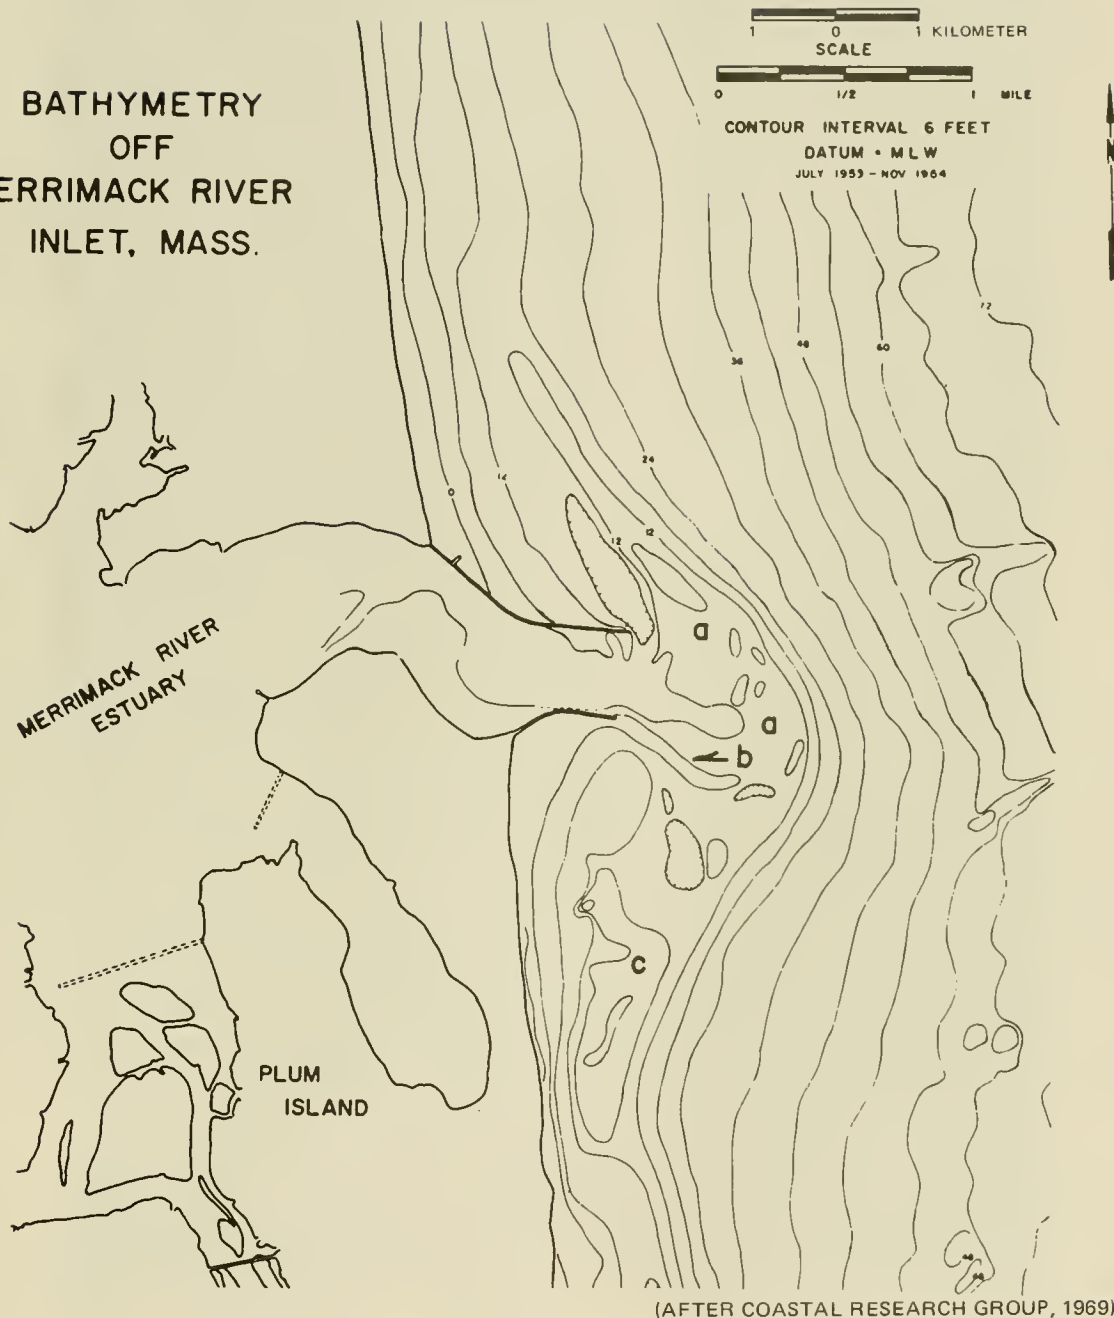 BATHYMETRY
OFF
ERRIMACK RIVER
INLET, MASS.
1 0 1 KILOMETER
SCALE
0 1/2 1 MILE
CONTOUR INTERVAL 6 FEET
DATUM • MLW
JULY 1953 - NOV 1964
N
72
60
48
36
24
12
0
12
12
a
a
b
c
MERRIMACK RIVER
ESTUARY
PLUM
ISLAND
(AFTER COASTAL RESEARCH GROUP, 1969)